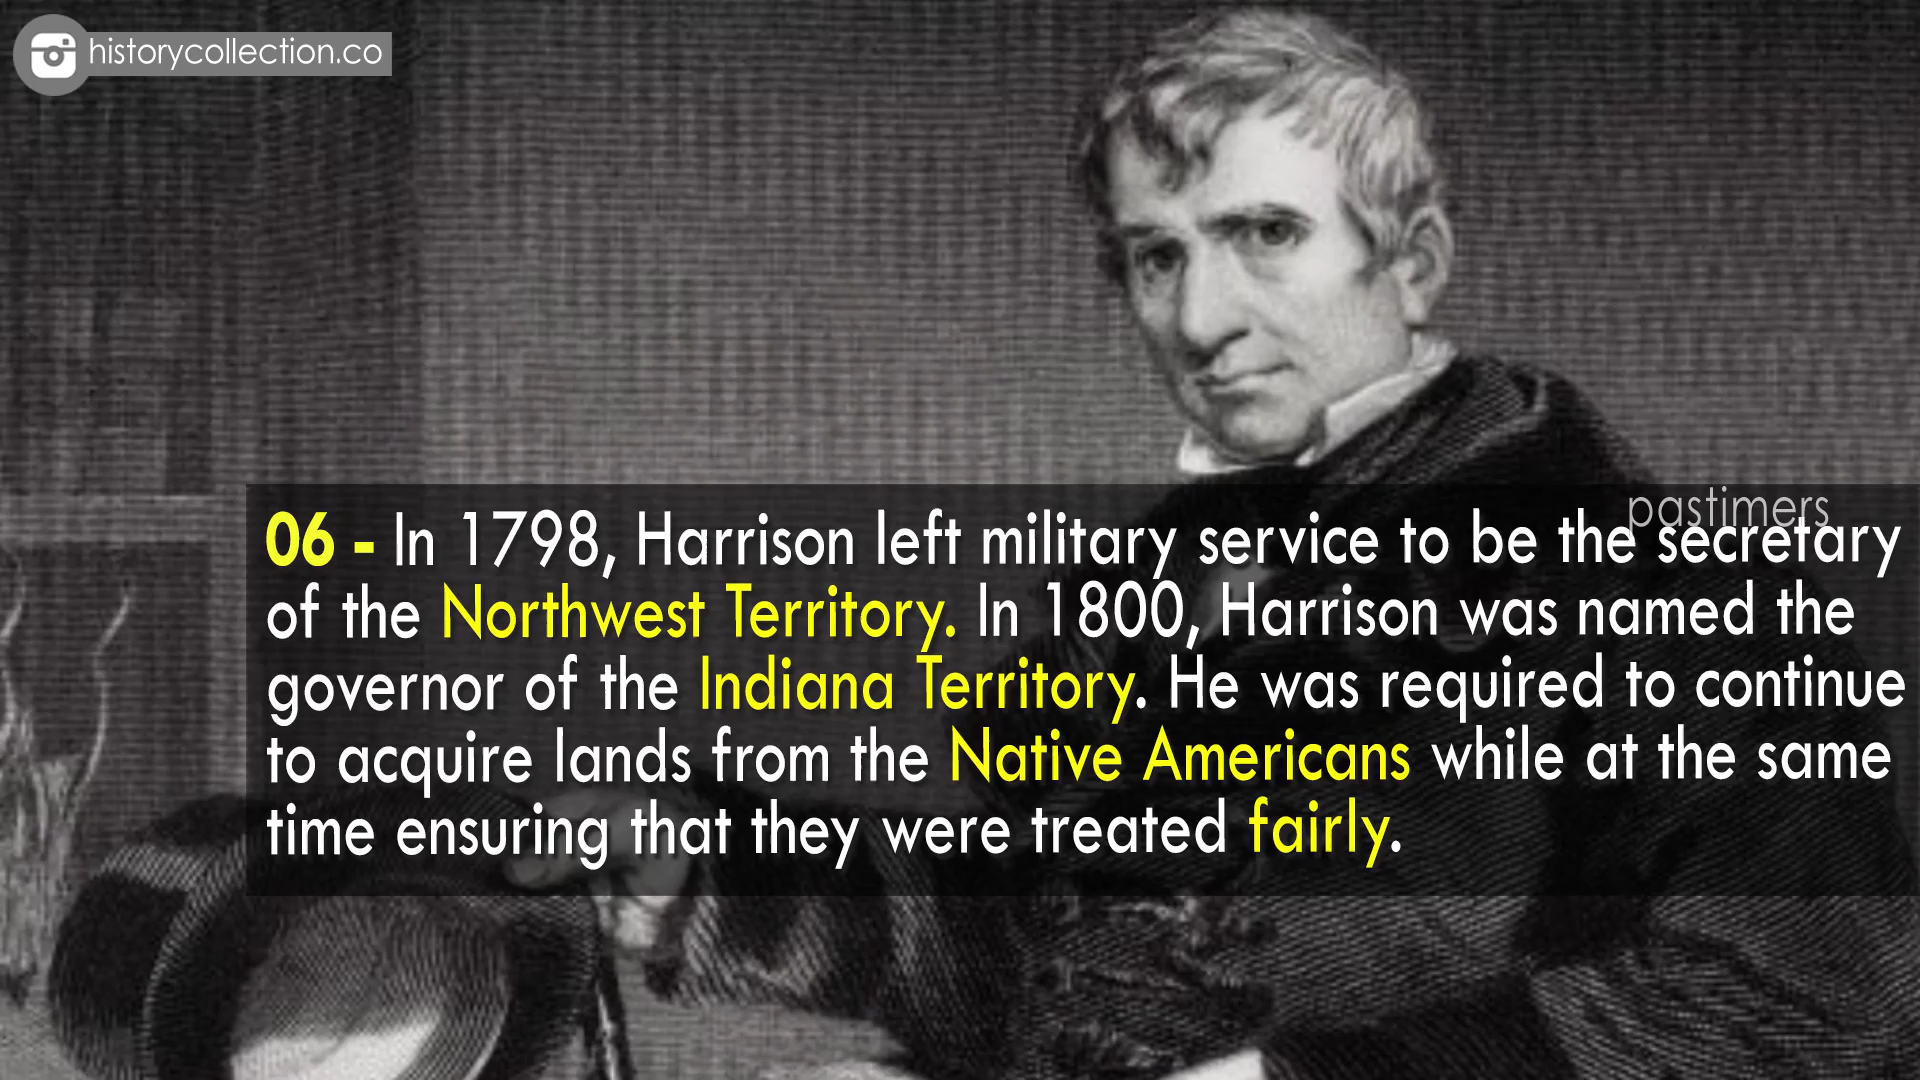 historycollection.co
pastimers
06 - In 1798, Harrison left military service to be the secretary
of the Northwest Territory. In 1800, Harrison was named the
governor of the Indiana Territory. He was required to continue
to acquire lands from the Native Americans while at the same
time ensuring that they were treated fairly.